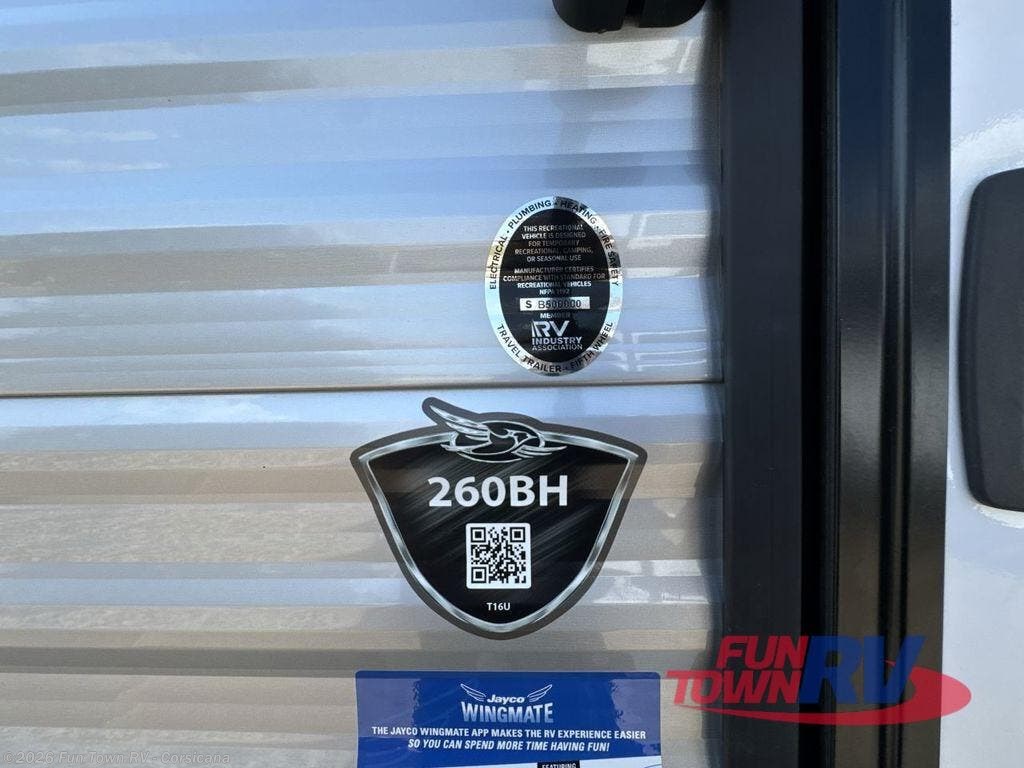 ELECTRICAL - PLUMBING - HEATING - FIRE SAFETY
THIS RECREATIONAL
VEHICLE IS DESIGNED
FOR TEMPORARY
RECREATIONAL, CAMPING,
OR SEASONAL USE
MANUFACTURER CERTIFIES
COMPLIANCE WITH STANDARD FOR
RECREATIONAL VEHICLES
NFPA 1192
MEMBER
RV
INDUSTRY
ASSOCIATION
TRAVEL TRAILER - FIFTH WHEEL
260BH
T16U
Jayco
WINGMATE
THE JAYCO WINGMATE APP MAKES THE RV EXPERIENCE EASIER
SO YOU CAN SPEND MORE TIME HAVING FUN!
FEATURING
FUN
TOWN RV
©2026 Fun Town RV - Corsicana